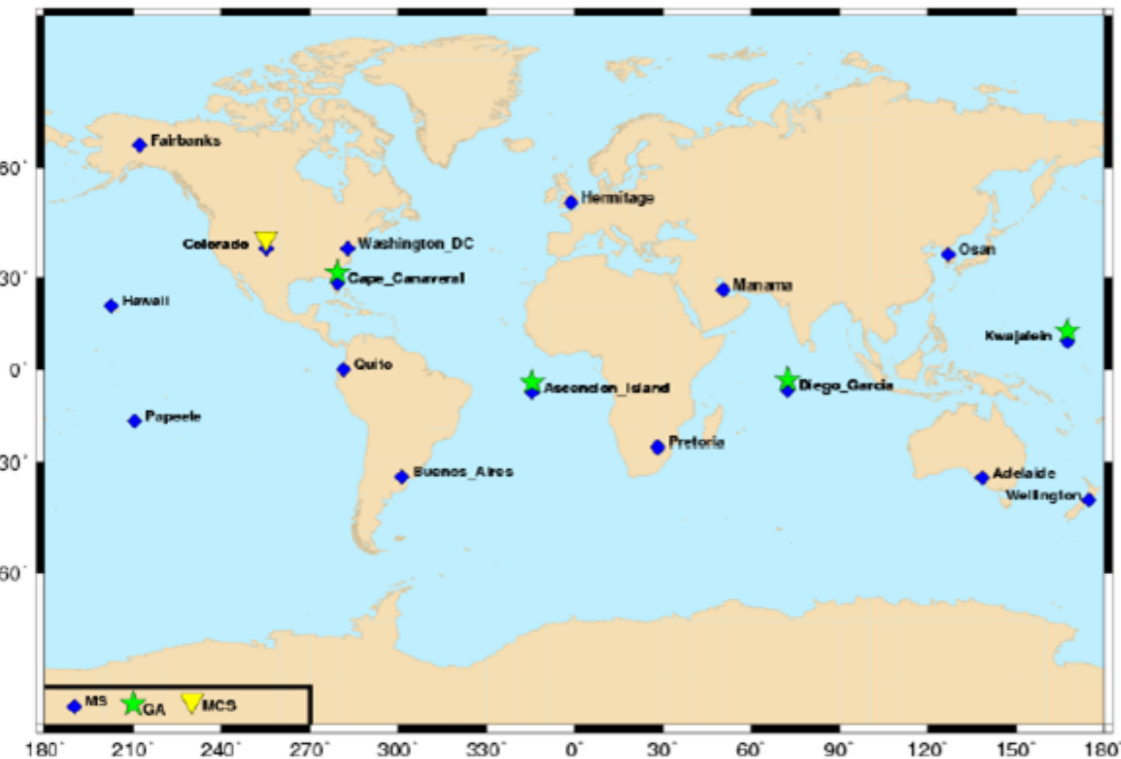 Fairbanks
60°
Hermitage
Colorado
Washington_DC
Osan
30°
Cape_Canaveral
Manama
Hawaii
Kwajalein
0°
Quito
Ascencion_Island
Diego_Garcia
Papeete
Pretoria
30°
Buenos_Aires
Adelaide
Wellington
60°
MS GA MCS
180° 210° 240° 270° 300° 330° 0° 30° 60° 90° 120° 150° 180°